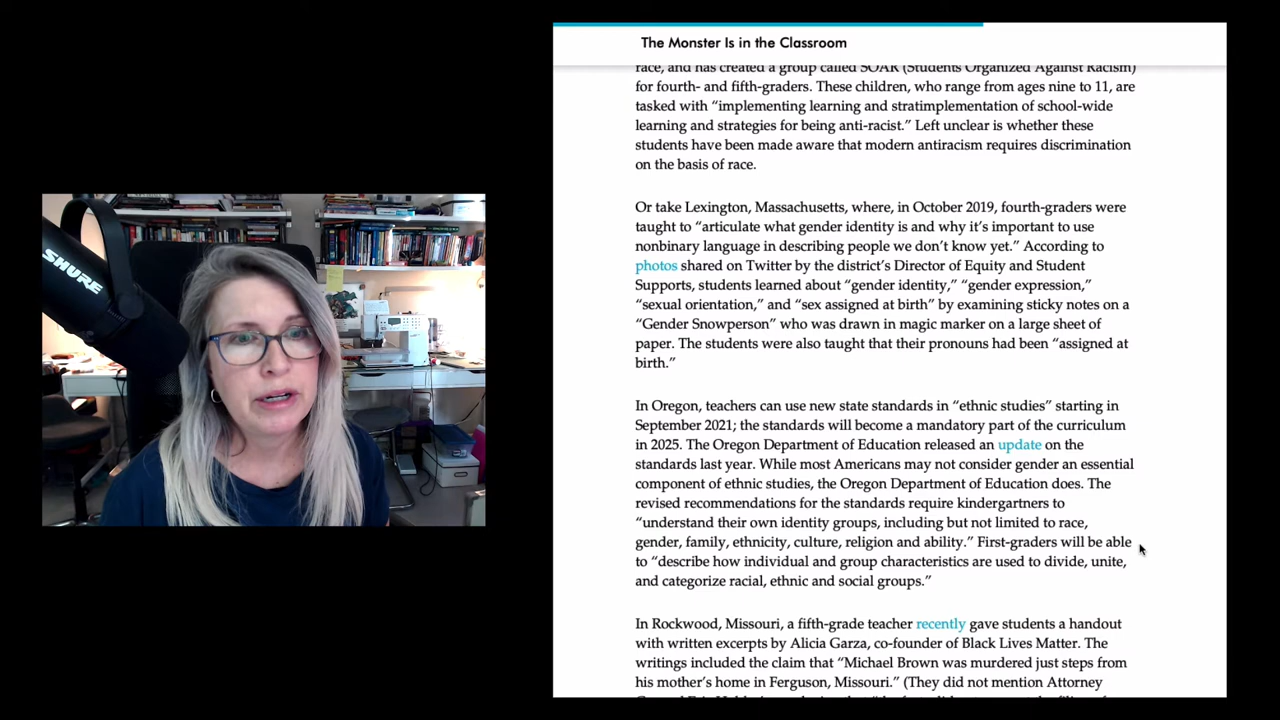 The Monster Is in the Classroom
race, and has created a group called SOAR (Students Organized Against Racism)
for fourth- and fifth-graders. These children, who range from ages nine to 11, are
tasked with “implementing learning and stratimplementation of school-wide
learning and strategies for being anti-racist.” Left unclear is whether these
students have been made aware that modern antiracism requires discrimination
on the basis of race.
Or take Lexington, Massachusetts, where, in October 2019, fourth-graders were
taught to “articulate what gender identity is and why it’s important to use
nonbinary language in describing people we don’t know yet.” According to
photos shared on Twitter by the district’s Director of Equity and Student
Supports, students learned about “gender identity,” “gender expression,”
“sexual orientation,” and “sex assigned at birth” by examining sticky notes on a
“Gender Snowperson” who was drawn in magic marker on a large sheet of
paper. The students were also taught that their pronouns had been “assigned at
birth.”
In Oregon, teachers can use new state standards in “ethnic studies” starting in
September 2021; the standards will become a mandatory part of the curriculum
in 2025. The Oregon Department of Education released an update on the
standards last year. While most Americans may not consider gender an essential
component of ethnic studies, the Oregon Department of Education does. The
revised recommendations for the standards require kindergartners to
“understand their own identity groups, including but not limited to race,
gender, family, ethnicity, culture, religion and ability.” First-graders will be able
to “describe how individual and group characteristics are used to divide, unite,
and categorize racial, ethnic and social groups.”
In Rockwood, Missouri, a fifth-grade teacher recently gave students a handout
with written excerpts by Alicia Garza, co-founder of Black Lives Matter. The
writings included the claim that “Michael Brown was murdered just steps from
his mother’s home in Ferguson, Missouri.” (They did not mention Attorney
SHURE